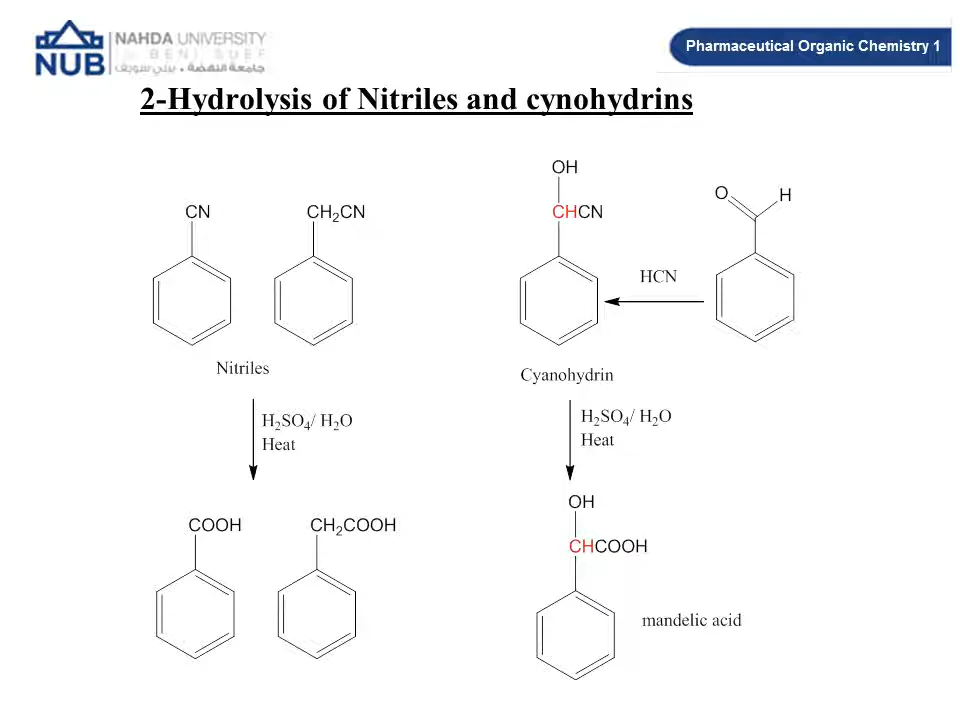 NAHDA UNIVERSITY
IN BENI SUEF
NUB
جامعة النهضة • بني سويف
Pharmaceutical Organic Chemistry 1
2-Hydrolysis of Nitriles and cynohydrins
CN
CH₂CN
OH
CHCN
O
H
HCN
Nitriles
Cyanohydrin
H₂SO₄/ H₂O
Heat
H₂SO₄/ H₂O
Heat
COOH
CH₂COOH
OH
CHCOOH
mandelic acid